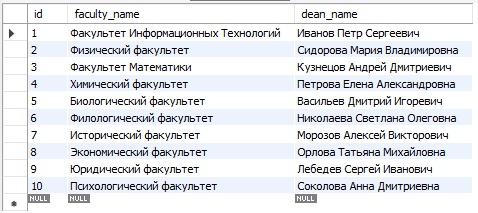 id faculty_name dean_name
1 Факультет Информационных Технологий Иванов Петр Сергеевич
2 Физический факультет Сидорова Мария Владимировна
3 Факультет Математики Кузнецов Андрей Дмитриевич
4 Химический факультет Петрова Елена Александровна
5 Биологический факультет Васильев Дмитрий Игоревич
6 Филологический факультет Николаева Светлана Олеговна
7 Исторический факультет Морозов Алексей Викторович
8 Экономический факультет Орлова Татьяна Михайловна
9 Юридический факультет Лебедев Сергей Иванович
10 Психологический факультет Соколова Анна Дмитриевна
NULL NULL NULL